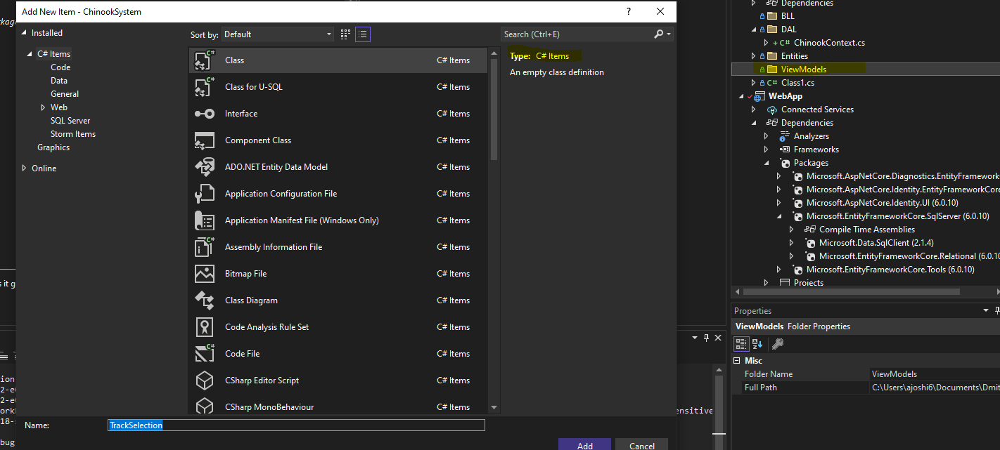 Add New Item - ChinookSystem ? ×
Installed
C# Items
Code
Data
General
Web
SQL Server
Storm Items
Graphics
Online
Sort by: Default
Class C# Items
Class for U-SQL C# Items
Interface C# Items
Component Class C# Items
ADO.NET Entity Data Model C# Items
Application Configuration File C# Items
Application Manifest File (Windows Only) C# Items
Assembly Information File C# Items
Bitmap File C# Items
Class Diagram C# Items
Code Analysis Rule Set C# Items
Code File C# Items
CSharp Editor Script C# Items
CSharp MonoBehaviour C# Items
Search (Ctrl+E)
Type: C# Items
An empty class definition
Name: TrackSelection
Add Cancel
Dependencies
BLL
DAL
+ C# ChinookContext.cs
Entities
ViewModels
C# Class1.cs
WebApp
Connected Services
Dependencies
Analyzers
Frameworks
Packages
Microsoft.AspNetCore.Diagnostics.EntityFramework
Microsoft.AspNetCore.Identity.EntityFrameworkCore
Microsoft.AspNetCore.Identity.UI (6.0.10)
Microsoft.EntityFrameworkCore.SqlServer (6.0.10)
Compile Time Assemblies
Microsoft.Data.SqlClient (2.1.4)
Microsoft.EntityFrameworkCore.Relational (6.0.10
Microsoft.EntityFrameworkCore.Tools (6.0.10)
Projects
Properties
ViewModels Folder Properties
Misc
Folder Name ViewModels
Full Path C:\Users\ajoshi6\Documents\Dmit
ensitive